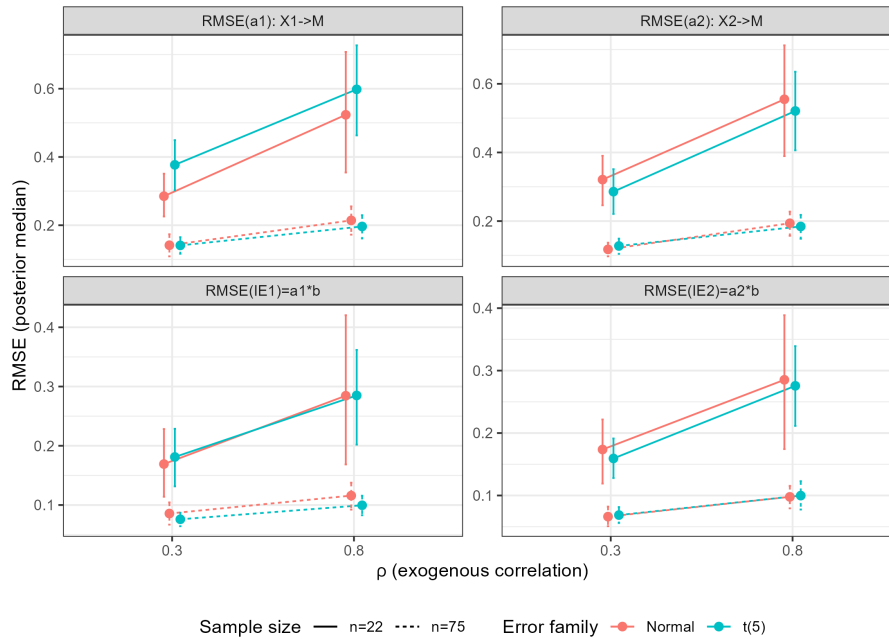 RMSE(a1): X1->M
RMSE(a2): X2->M
0.6
0.4
0.2
0.6
0.4
0.2
RMSE(IE1)=a1*b
RMSE(IE2)=a2*b
0.4
0.3
0.2
0.1
0.4
0.3
0.2
0.1
0.3 0.8
0.3 0.8
RMSE (posterior median)
ρ (exogenous correlation)
Sample size n=22 n=75 Error family Normal t(5)